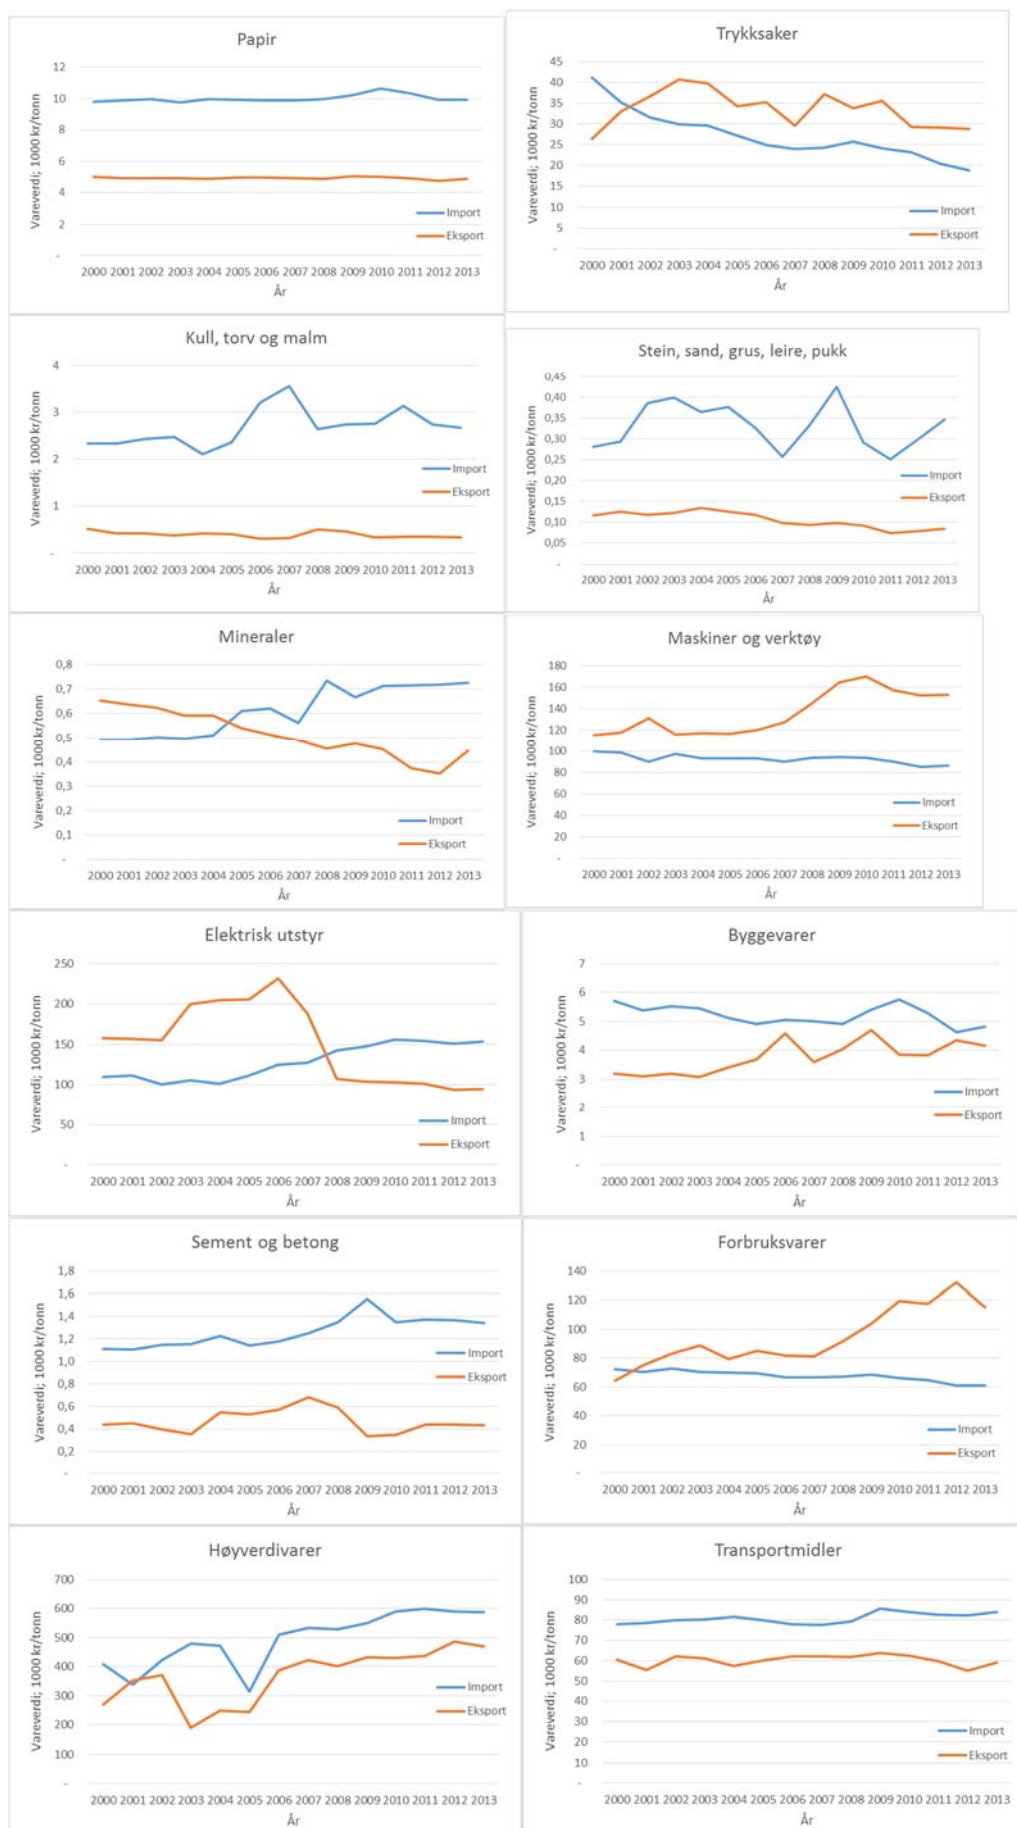 Papir
Vareverdi; 1000 kr/tonn
12
10
8
6
4
2
-
Import
Eksport
2000 2001 2002 2003 2004 2005 2006 2007 2008 2009 2010 2011 2012 2013
År
Trykksaker
Vareverdi; 1000 kr/tonn
45
40
35
30
25
20
15
10
5
-
Import
Eksport
2000 2001 2002 2003 2004 2005 2006 2007 2008 2009 2010 2011 2012 2013
År
Kull, torv og malm
Vareverdi; 1000 kr/tonn
4
3
2
1
-
Import
Eksport
2000 2001 2002 2003 2004 2005 2006 2007 2008 2009 2010 2011 2012 2013
År
Stein, sand, grus, leire, pukk
Vareverdi; 1000 kr/tonn
0,45
0,40
0,35
0,30
0,25
0,20
0,15
0,10
0,05
-
Import
Eksport
2000 2001 2002 2003 2004 2005 2006 2007 2008 2009 2010 2011 2012 2013
År
Mineraler
Vareverdi; 1000 kr/tonn
0,8
0,7
0,6
0,5
0,4
0,3
0,2
0,1
-
Import
Eksport
2000 2001 2002 2003 2004 2005 2006 2007 2008 2009 2010 2011 2012 2013
År
Maskiner og verktøy
Vareverdi; 1000 kr/tonn
180
160
140
120
100
80
60
40
20
-
Import
Eksport
2000 2001 2002 2003 2004 2005 2006 2007 2008 2009 2010 2011 2012 2013
År
Elektrisk utstyr
Vareverdi; 1000 kr/tonn
250
200
150
100
50
-
Import
Eksport
2000 2001 2002 2003 2004 2005 2006 2007 2008 2009 2010 2011 2012 2013
År
Byggevarer
Vareverdi; 1000 kr/tonn
7
6
5
4
3
2
1
-
Import
Eksport
2000 2001 2002 2003 2004 2005 2006 2007 2008 2009 2010 2011 2012 2013
År
Sement og betong
Vareverdi; 1000 kr/tonn
1,8
1,6
1,4
1,2
1,0
0,8
0,6
0,4
0,2
-
Import
Eksport
2000 2001 2002 2003 2004 2005 2006 2007 2008 2009 2010 2011 2012 2013
År
Forbruksvarer
Vareverdi; 1000 kr/tonn
140
120
100
80
60
40
20
-
Import
Eksport
2000 2001 2002 2003 2004 2005 2006 2007 2008 2009 2010 2011 2012 2013
År
Høyverdivarer
Vareverdi; 1000 kr/tonn
700
600
500
400
300
200
100
-
Import
Eksport
2000 2001 2002 2003 2004 2005 2006 2007 2008 2009 2010 2011 2012 2013
År
Transportmidler
Vareverdi; 1000 kr/tonn
100
90
80
70
60
50
40
30
20
10
-
Import
Eksport
2000 2001 2002 2003 2004 2005 2006 2007 2008 2009 2010 2011 2012 2013
År